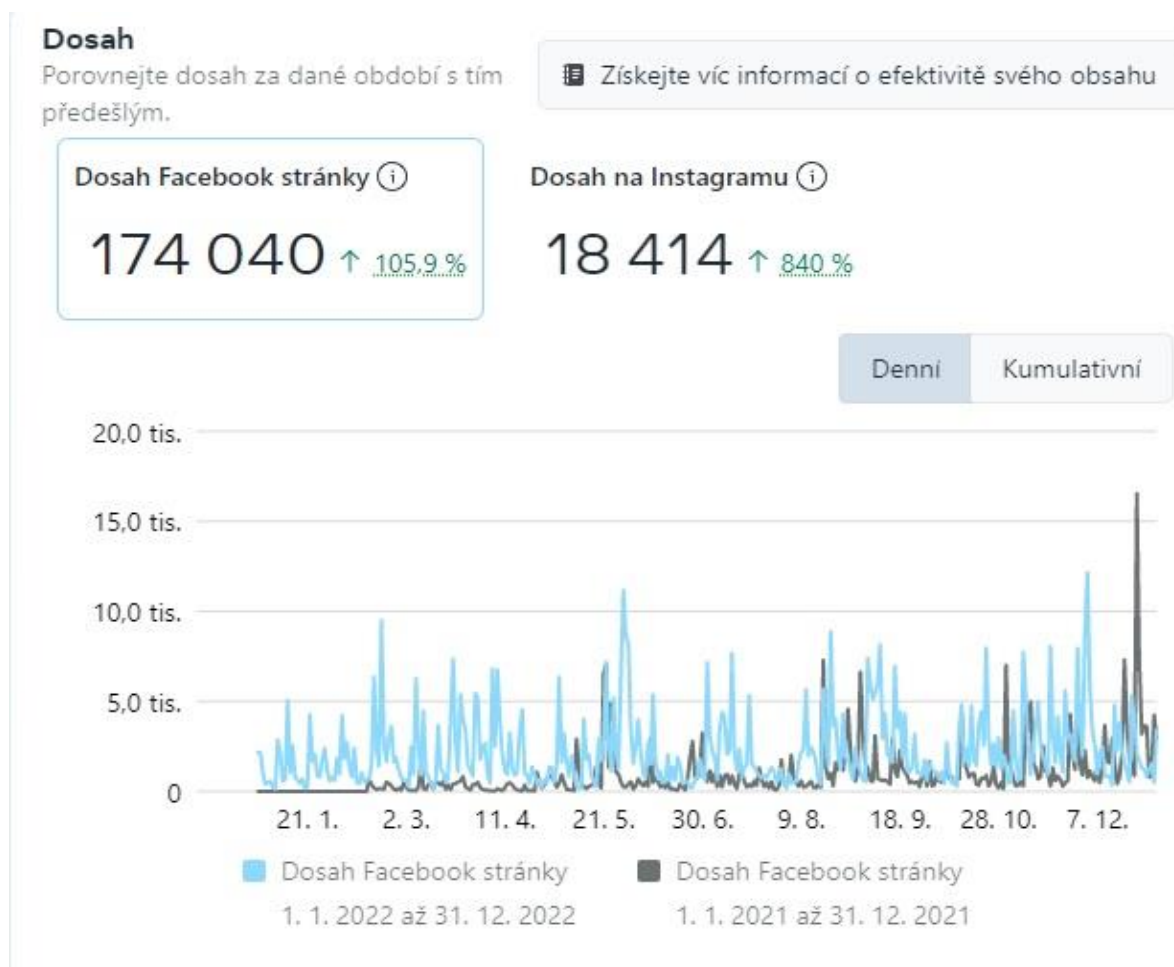 Dosah
Porovnejte dosah za dané období s tím
předešlým.
Získejte víc informací o efektivitě svého obsahu
Dosah Facebook stránky
174 040 ↑ 105,9 %
Dosah na Instagramu
18 414 ↑ 840 %
Denní
Kumulativní
20,0 tis.
15,0 tis.
10,0 tis.
5,0 tis.
0
21. 1. 2. 3. 11. 4. 21. 5. 30. 6. 9. 8. 18. 9. 28. 10. 7. 12.
Dosah Facebook stránky
1. 1. 2022 až 31. 12. 2022
Dosah Facebook stránky
1. 1. 2021 až 31. 12. 2021